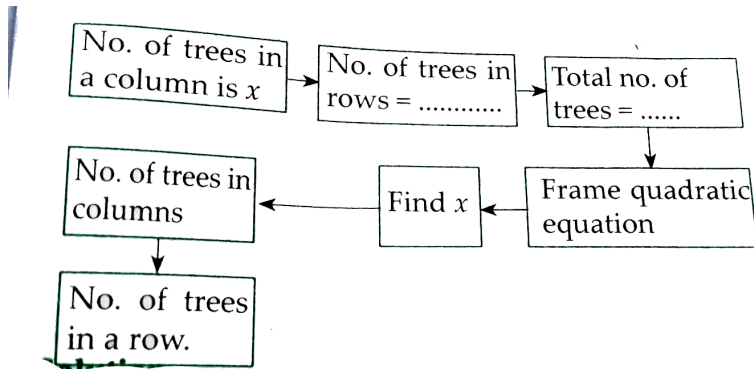 No. of trees in
a column is x
No. of trees in
rows = ............
Total no. of
trees = ......
Frame quadratic
equation
Find x
No. of trees in
columns
No. of trees
in a row.